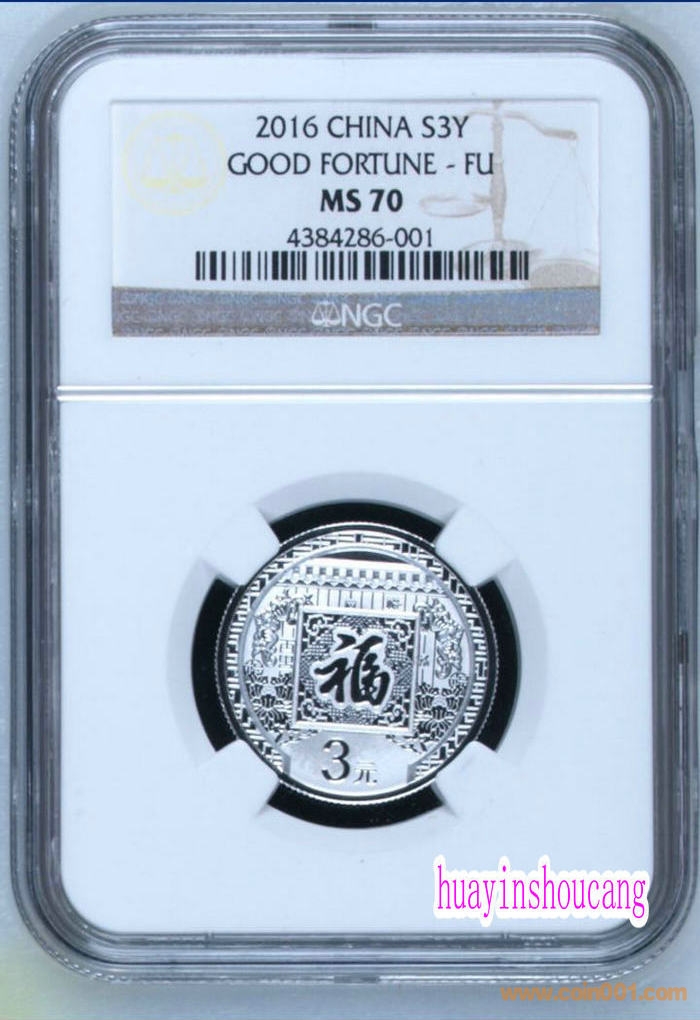 2016 CHINA S3Y
GOOD FORTUNE - FU
MS 70
4384286-001
NGC
福
3元
huayinshoucang
www.coin001.com